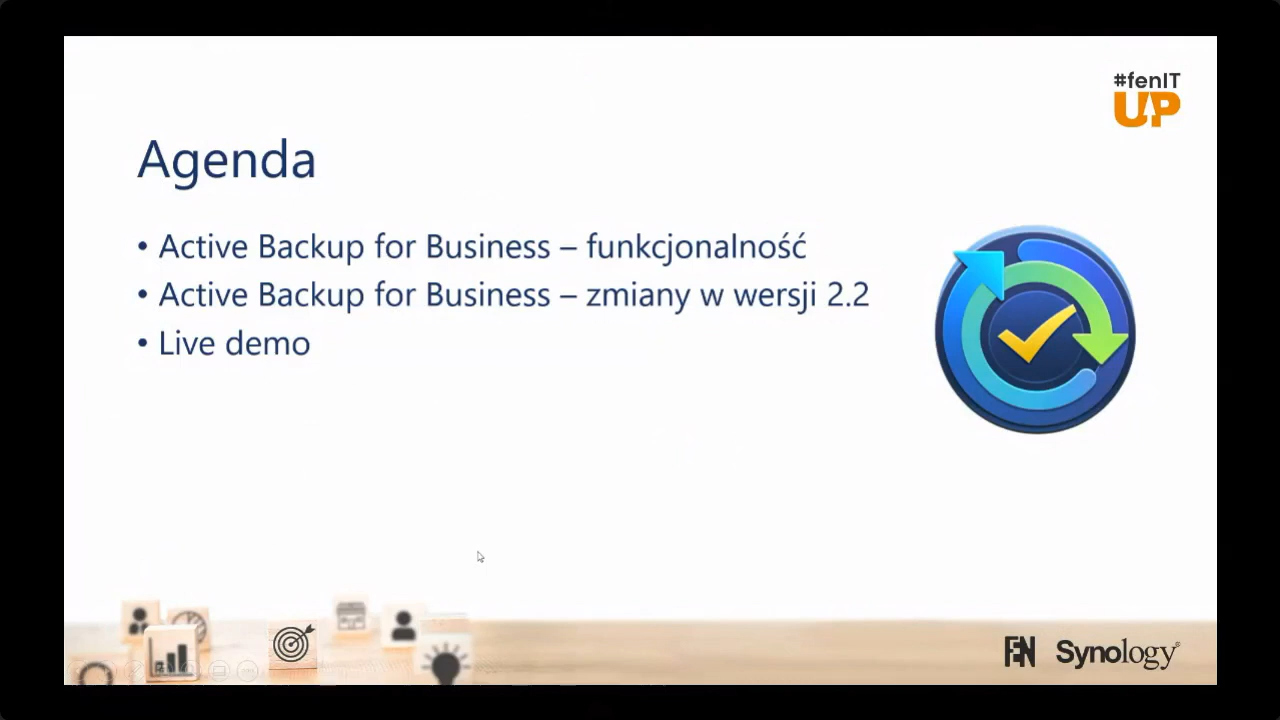 #fenIT
UP
Agenda
• Active Backup for Business – funkcjonalność
• Active Backup for Business – zmiany w wersji 2.2
• Live demo
FEN Synology®